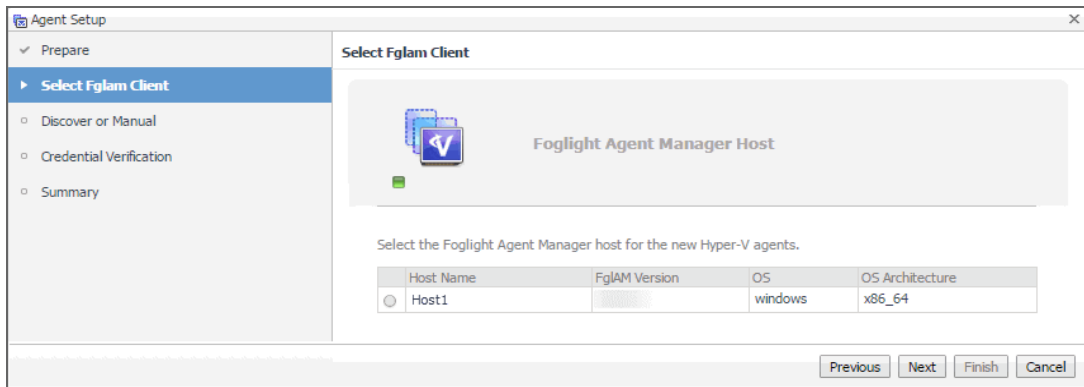 Agent Setup
Prepare
Select Fglam Client
Select Fglam Client
Discover or Manual
Credential Verification
Summary
Foglight Agent Manager Host
Select the Foglight Agent Manager host for the new Hyper-V agents.
Host Name FglAM Version OS OS Architecture
Host1 windows x86_64
Previous Next Finish Cancel